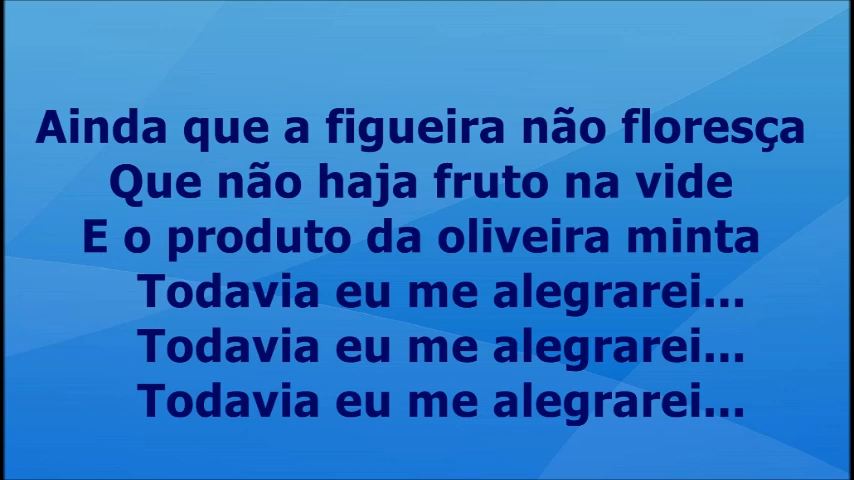 Ainda que a figueira não floresça
Que não haja fruto na vide
E o produto da oliveira minta
Todavia eu me alegrarei...
Todavia eu me alegrarei...
Todavia eu me alegrarei...